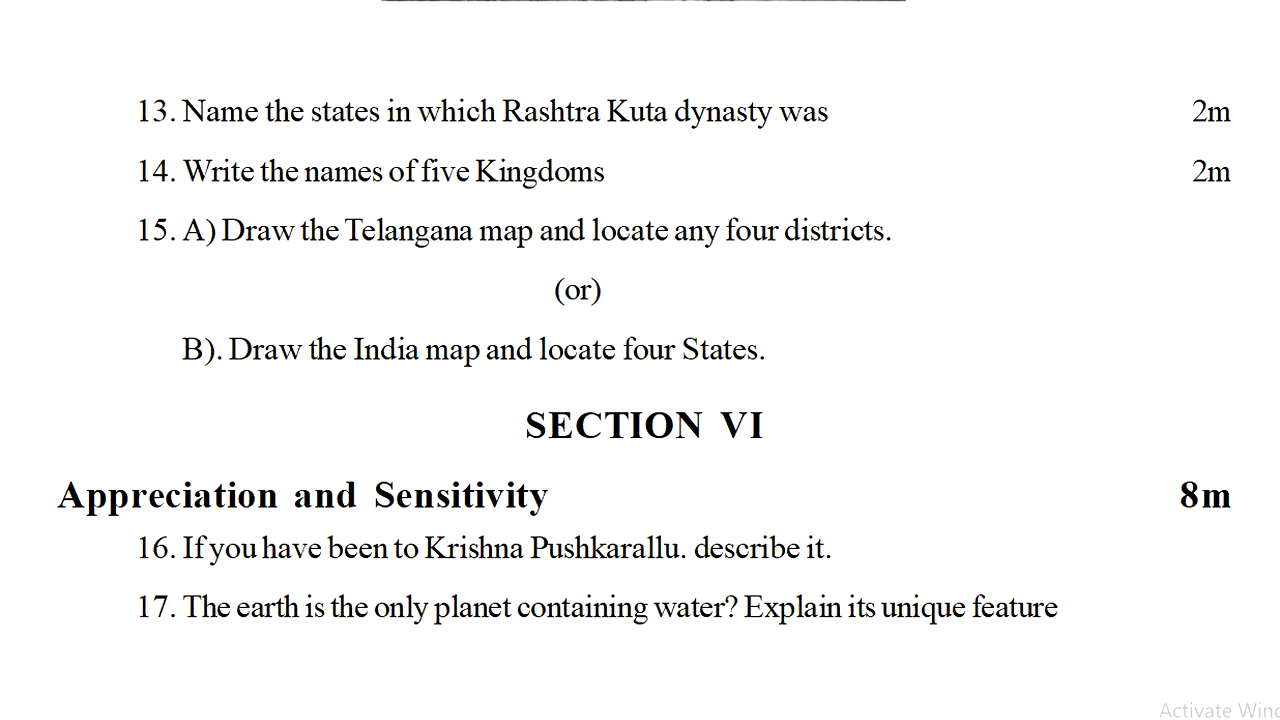 13. Name the states in which Rashtra Kuta dynasty was 2m
14. Write the names of five Kingdoms 2m
15. A) Draw the Telangana map and locate any four districts.
(or)
B). Draw the India map and locate four States.
SECTION VI
Appreciation and Sensitivity 8m
16. If you have been to Krishna Pushkarallu. describe it.
17. The earth is the only planet containing water? Explain its unique feature
Activate Winc